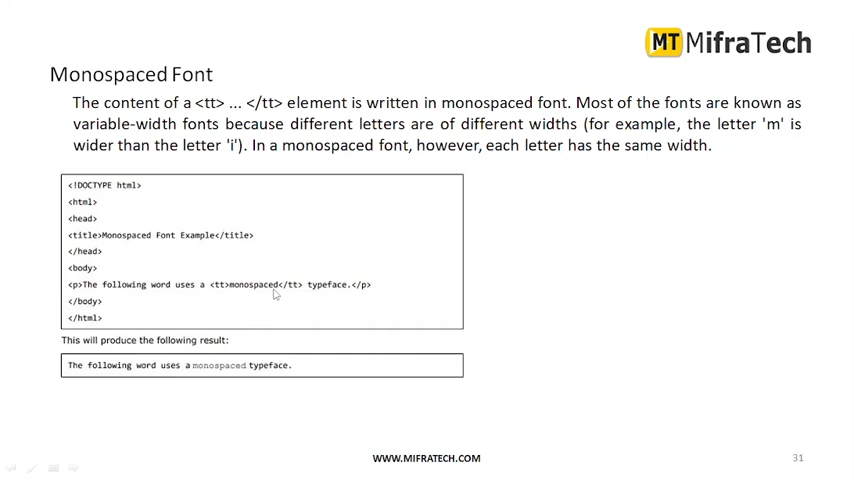 MT MifraTech
Monospaced Font
The content of a <tt> ... </tt> element is written in monospaced font. Most of the fonts are known as
variable-width fonts because different letters are of different widths (for example, the letter 'm' is
wider than the letter 'i'). In a monospaced font, however, each letter has the same width.
<!DOCTYPE html>
<html>
<head>
<title>Monospaced Font Example</title>
</head>
<body>
<p>The following word uses a <tt>monospaced</tt> typeface.</p>
</body>
</html>
This will produce the following result:
The following word uses a monospaced typeface.
WWW.MIFRATECH.COM
31